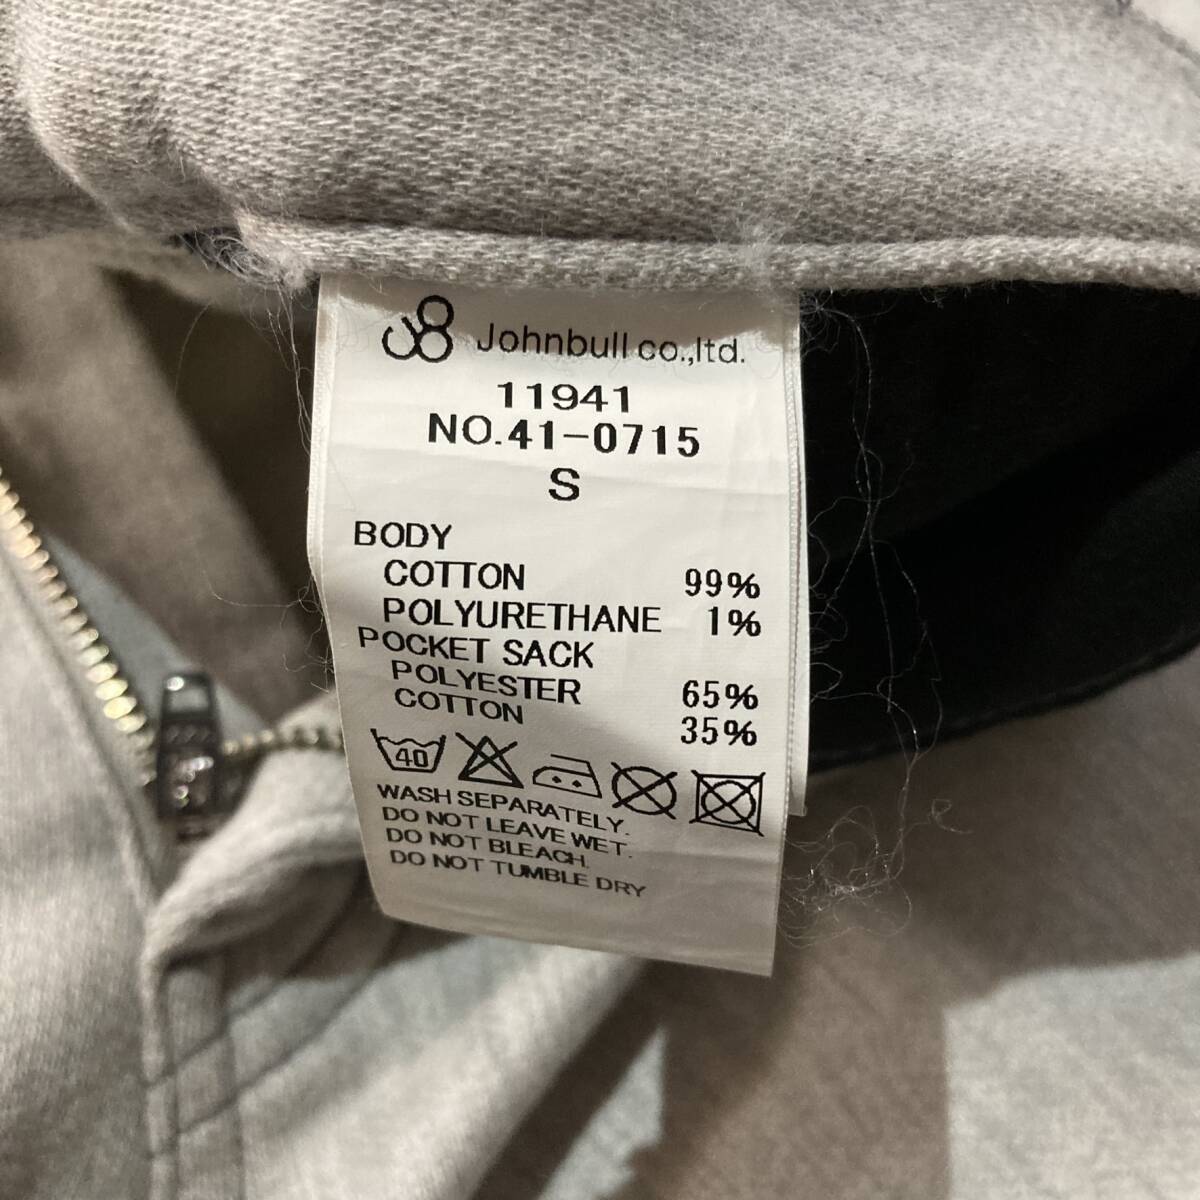 Johnbull co.,ltd.
11941
NO.41-0715
S
BODY
COTTON 99%
POLYURETHANE 1%
POCKET SACK
POLYESTER 65%
COTTON 35%
40
WASH SEPARATELY.
DO NOT LEAVE WET.
DO NOT BLEACH.
DO NOT TUMBLE DRY